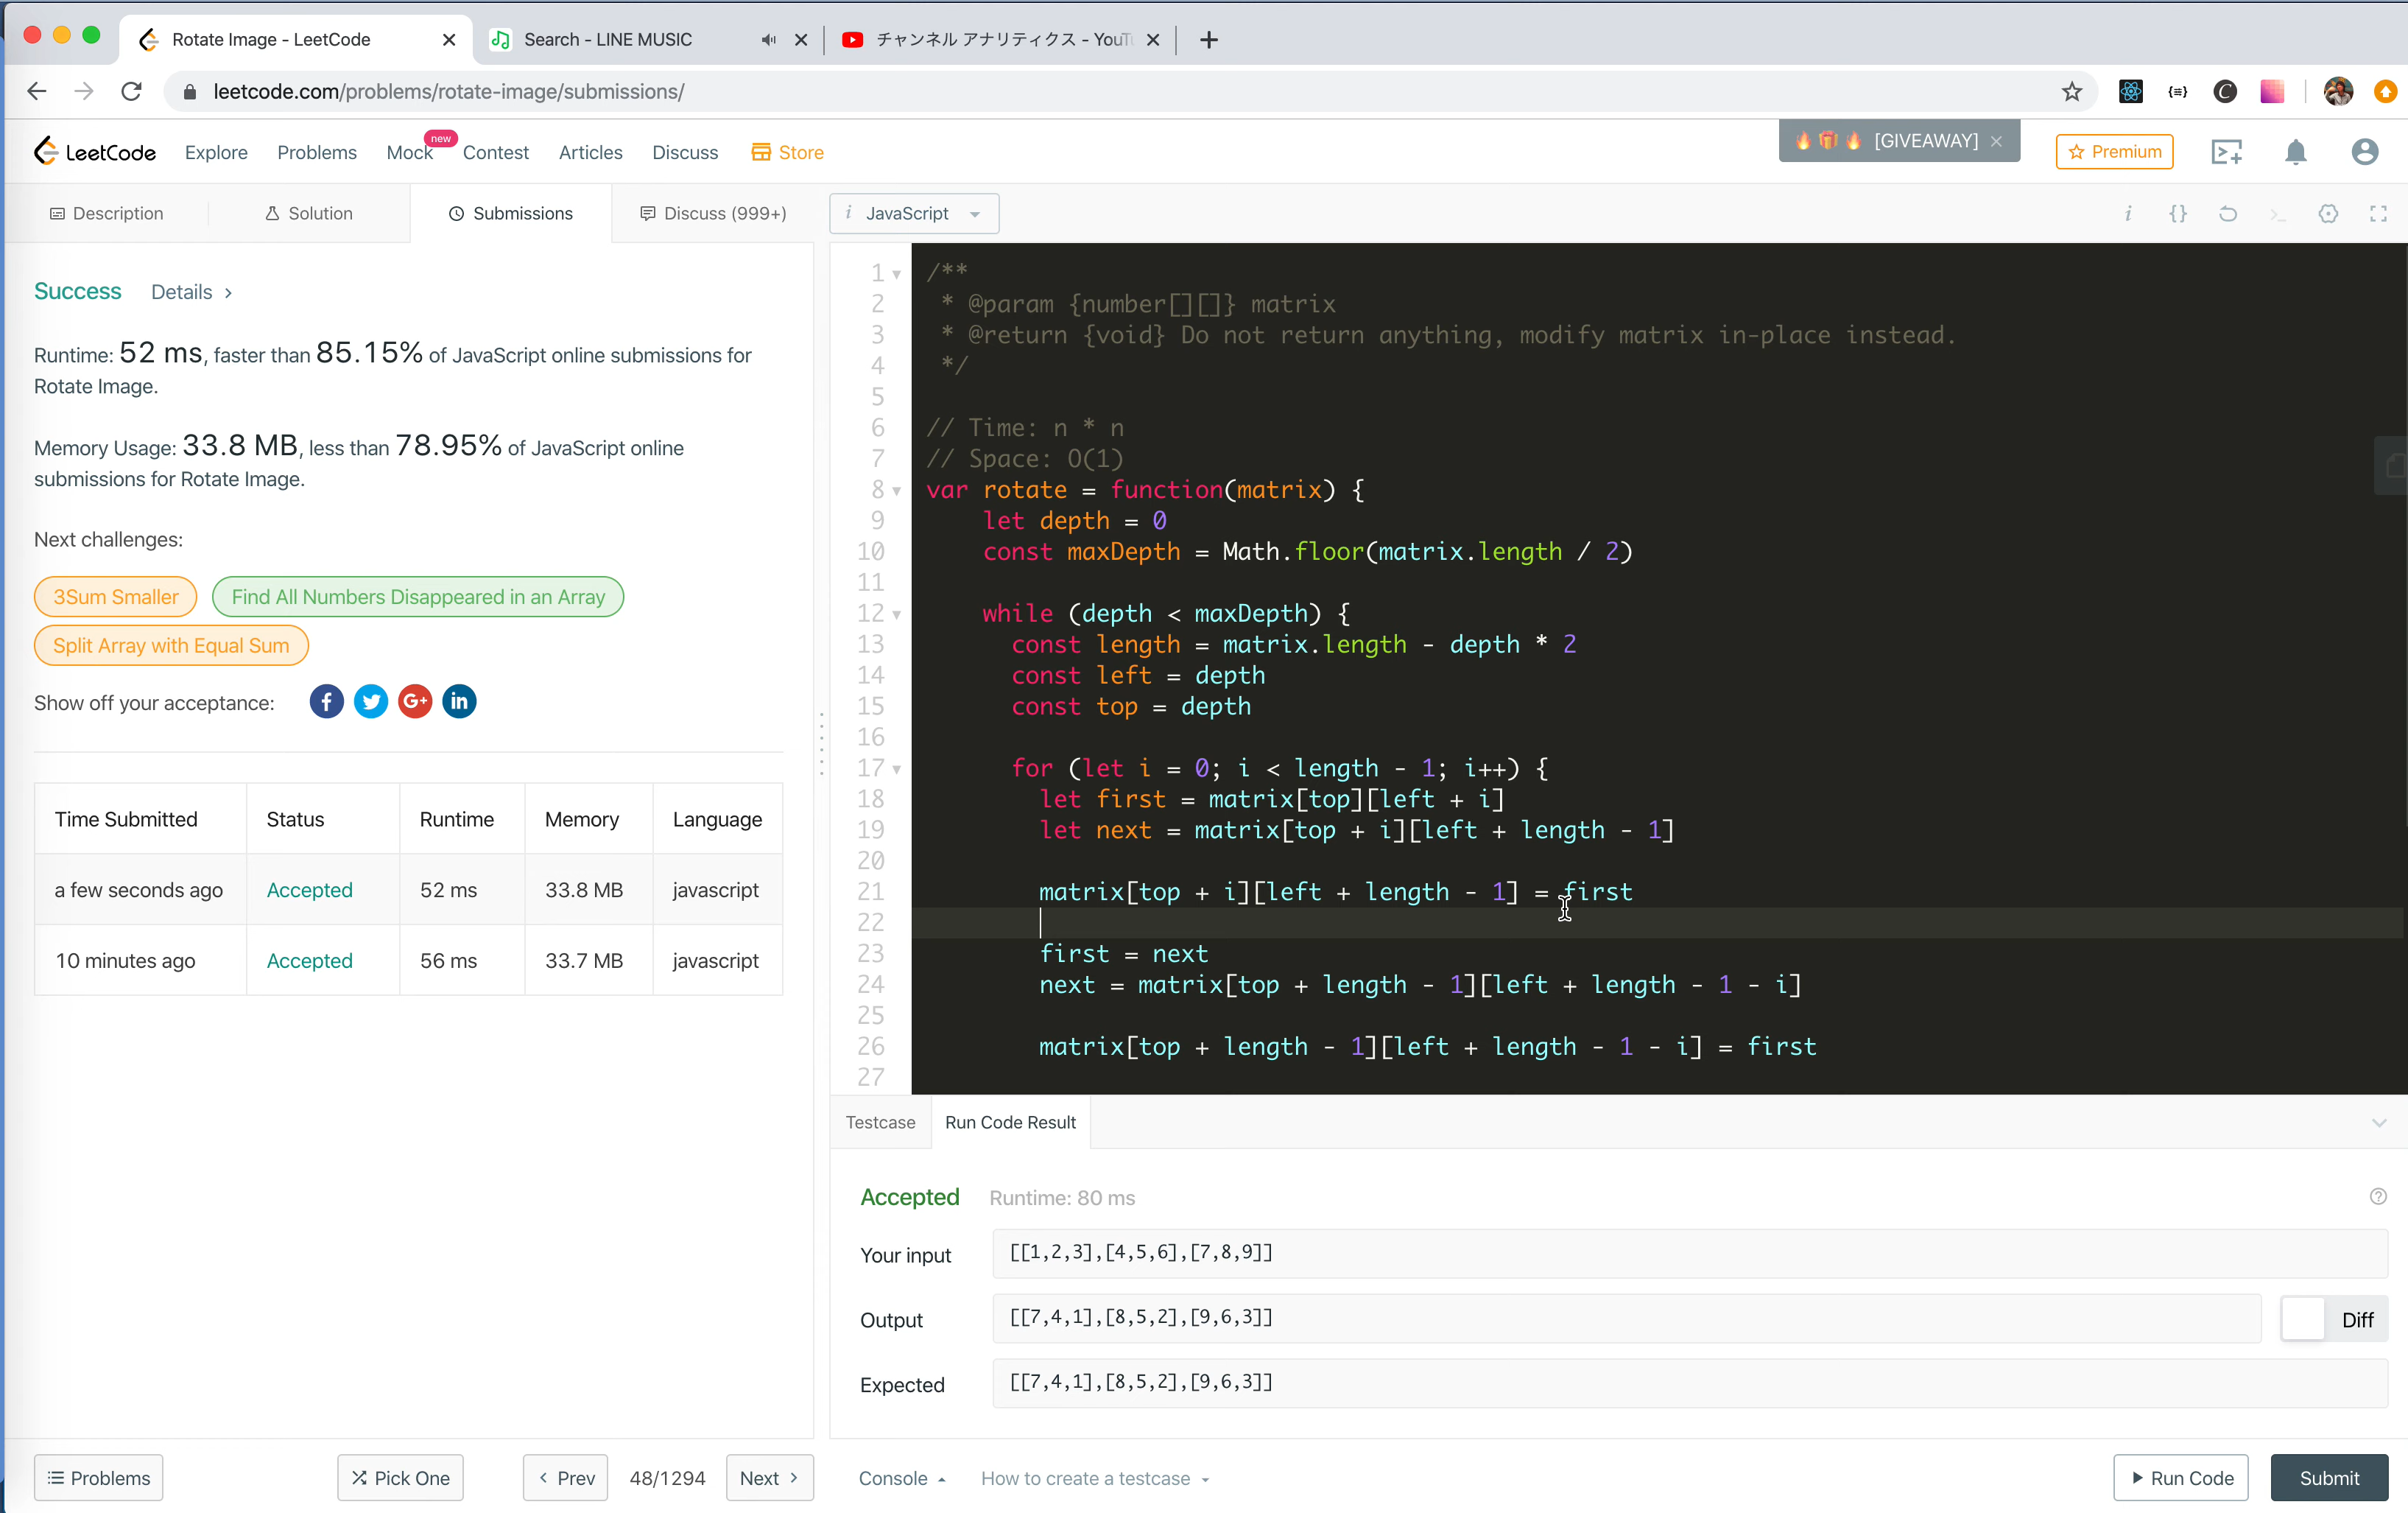 Rotate Image - LeetCode
Search - LINE MUSIC
チャンネル アナリティクス - YouTu
leetcode.com/problems/rotate-image/submissions/
LeetCode
Explore
Problems
Mock
new
Contest
Articles
Discuss
Store
[GIVEAWAY]
Premium
Description
Solution
Submissions
Discuss (999+)
i JavaScript
Success Details >
Runtime: 52 ms, faster than 85.15% of JavaScript online submissions for
Rotate Image.
Memory Usage: 33.8 MB, less than 78.95% of JavaScript online
submissions for Rotate Image.
Next challenges:
3Sum Smaller
Find All Numbers Disappeared in an Array
Split Array with Equal Sum
Show off your acceptance:
Time Submitted Status Runtime Memory Language
a few seconds ago Accepted 52 ms 33.8 MB javascript
10 minutes ago Accepted 56 ms 33.7 MB javascript
1 /**
2 * @param {number[][]} matrix
3 * @return {void} Do not return anything, modify matrix in-place instead.
4 */
5
6 // Time: n * n
7 // Space: O(1)
8 var rotate = function(matrix) {
9 let depth = 0
10 const maxDepth = Math.floor(matrix.length / 2)
11
12 while (depth < maxDepth) {
13 const length = matrix.length - depth * 2
14 const left = depth
15 const top = depth
16
17 for (let i = 0; i < length - 1; i++) {
18 let first = matrix[top][left + i]
19 let next = matrix[top + i][left + length - 1]
20
21 matrix[top + i][left + length - 1] = first
22
23 first = next
24 next = matrix[top + length - 1][left + length - 1 - i]
25
26 matrix[top + length - 1][left + length - 1 - i] = first
27
Testcase
Run Code Result
Accepted Runtime: 80 ms
Your input [[1,2,3],[4,5,6],[7,8,9]]
Output [[7,4,1],[8,5,2],[9,6,3]]
Diff
Expected [[7,4,1],[8,5,2],[9,6,3]]
Problems
Pick One
< Prev
48/1294
Next >
Console
How to create a testcase
Run Code
Submit